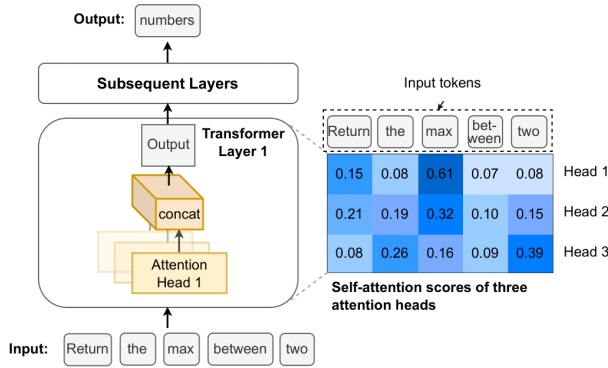 Output: numbers
Subsequent Layers
Input tokens
Transformer
Layer 1
Output
Return the max bet-
ween two
0.15 0.08 0.61 0.07 0.08 Head 1
0.21 0.19 0.32 0.10 0.15 Head 2
0.08 0.26 0.16 0.09 0.39 Head 3
concat
Attention
Head 1
Self-attention scores of three
attention heads
Input: Return the max between two